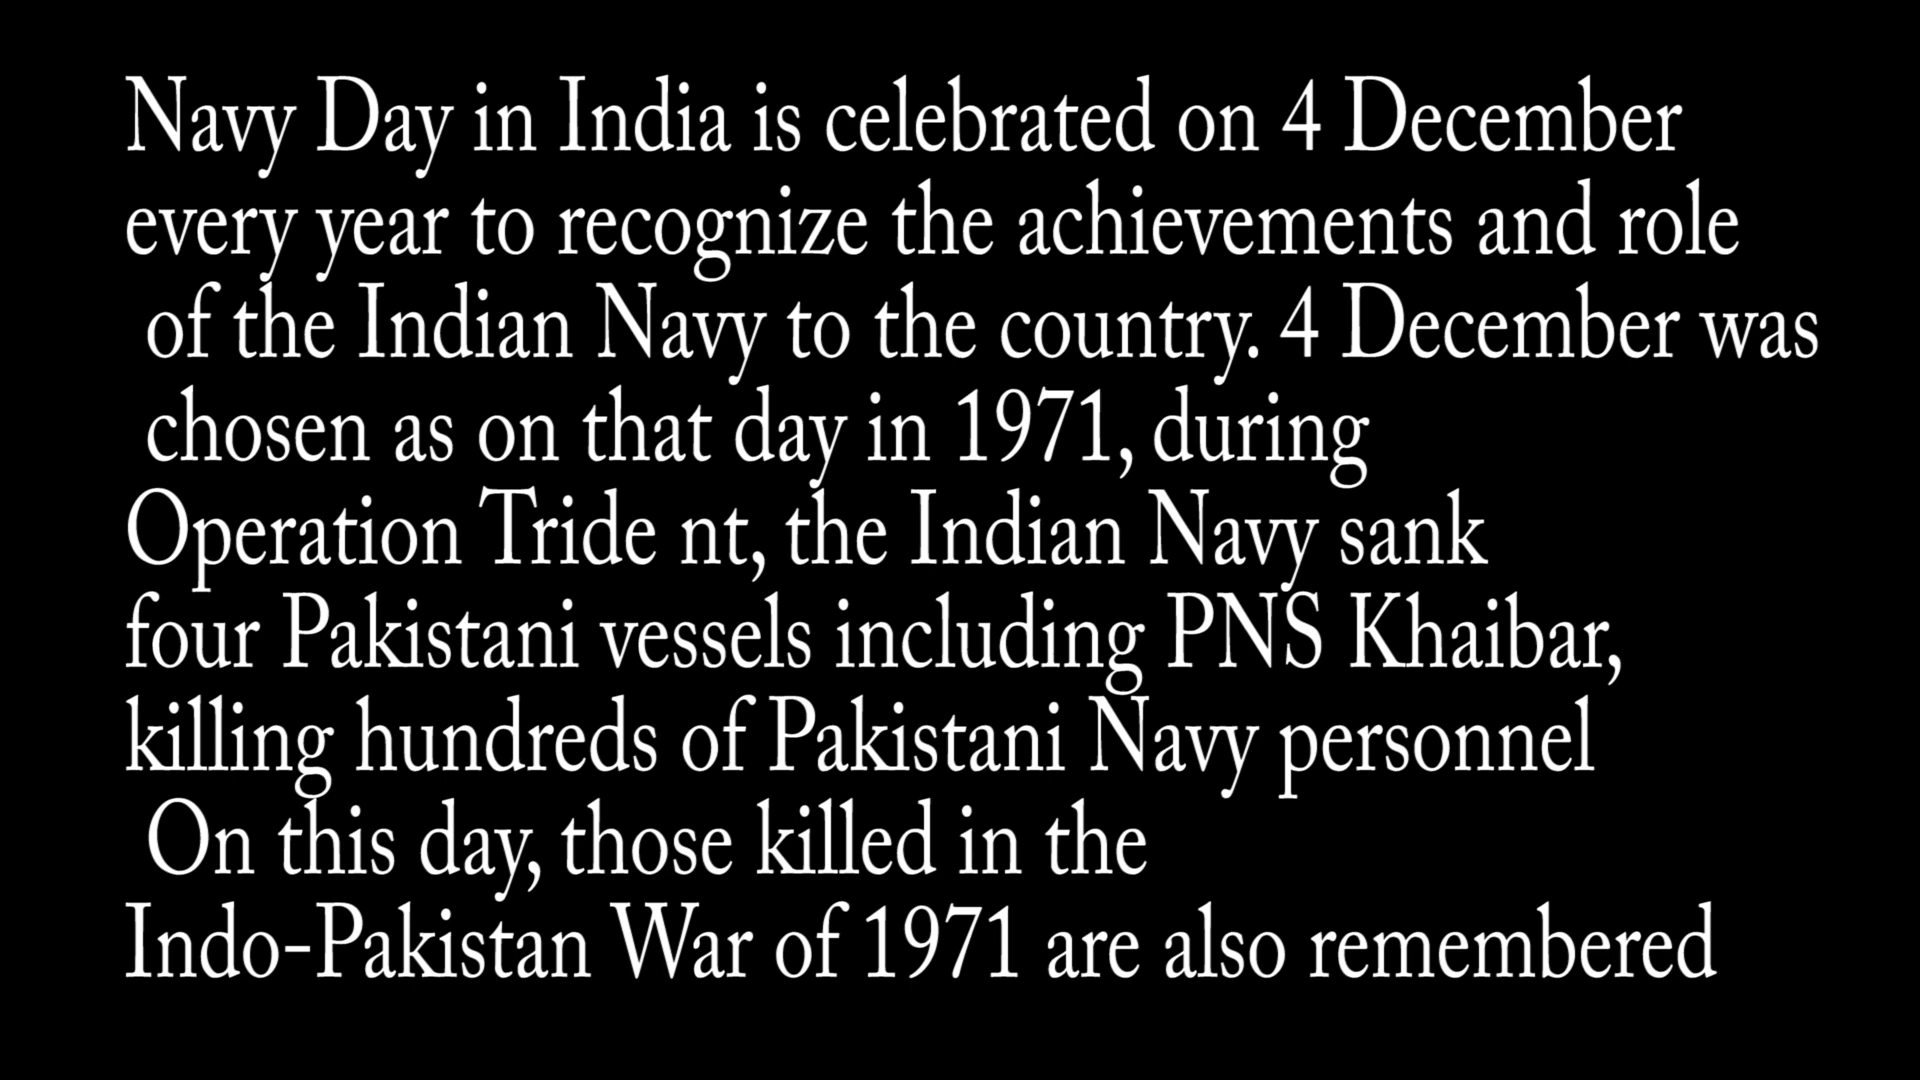 Navy Day in India is celebrated on 4 December
every year to recognize the achievements and role
of the Indian Navy to the country. 4 December was
chosen as on that day in 1971, during
Operation Tride nt, the Indian Navy sank
four Pakistani vessels including PNS Khaibar,
killing hundreds of Pakistani Navy personnel
On this day, those killed in the
Indo-Pakistan War of 1971 are also remembered